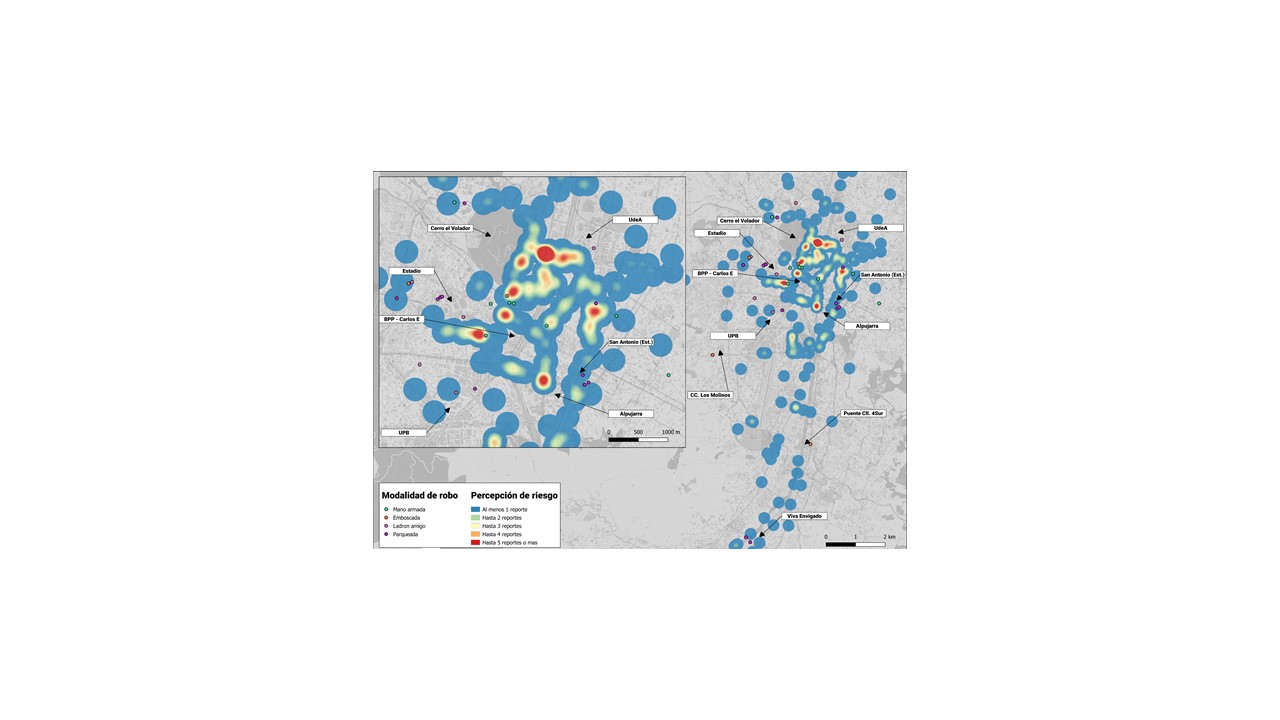 Cerro el Volador
UdeA
Estadio
BPP - Carlos E
San Antonio (Est.)
Alpujarra
UPB
0 500 1000 m
Cerro el Volador
UdeA
Estadio
BPP - Carlos E
San Antonio (Est.)
Alpujarra
UPB
CC. Los Molinos
Puente Cll. 4Sur
Viva Envigado
0 1 2 km
Modalidad de robo
Mano armada
Emboscada
Ladron amigo
Parqueada
Percepción de riesgo
Al menos 1 reporte
Hasta 2 reportes
Hasta 3 reportes
Hasta 4 reportes
Hasta 5 reportes o mas